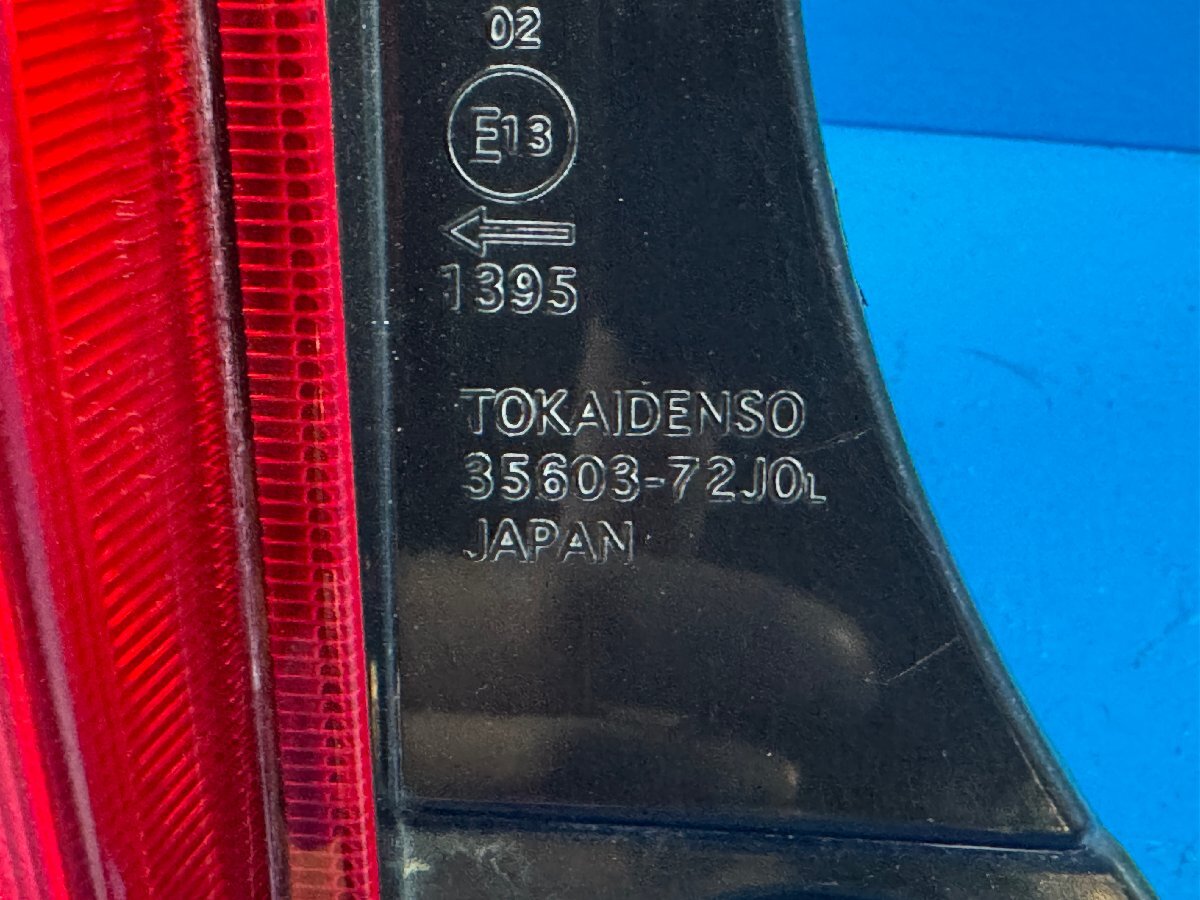 02
E13
1395
TOKAIDENSO
35603-72J0L
JAPAN